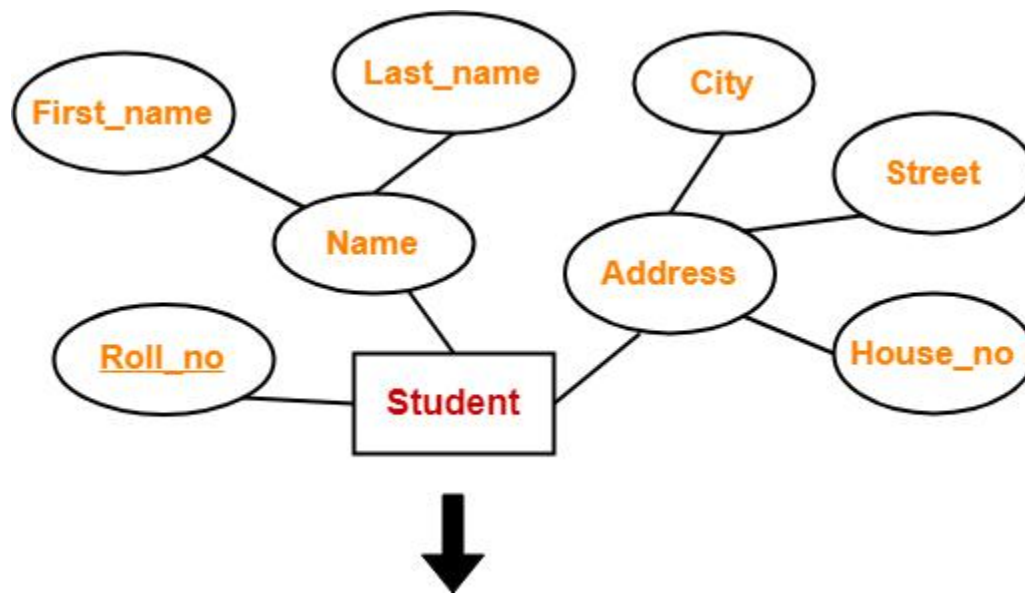 Last_name
City
First_name
Street
Name
Address
Roll_no
House_no
Student